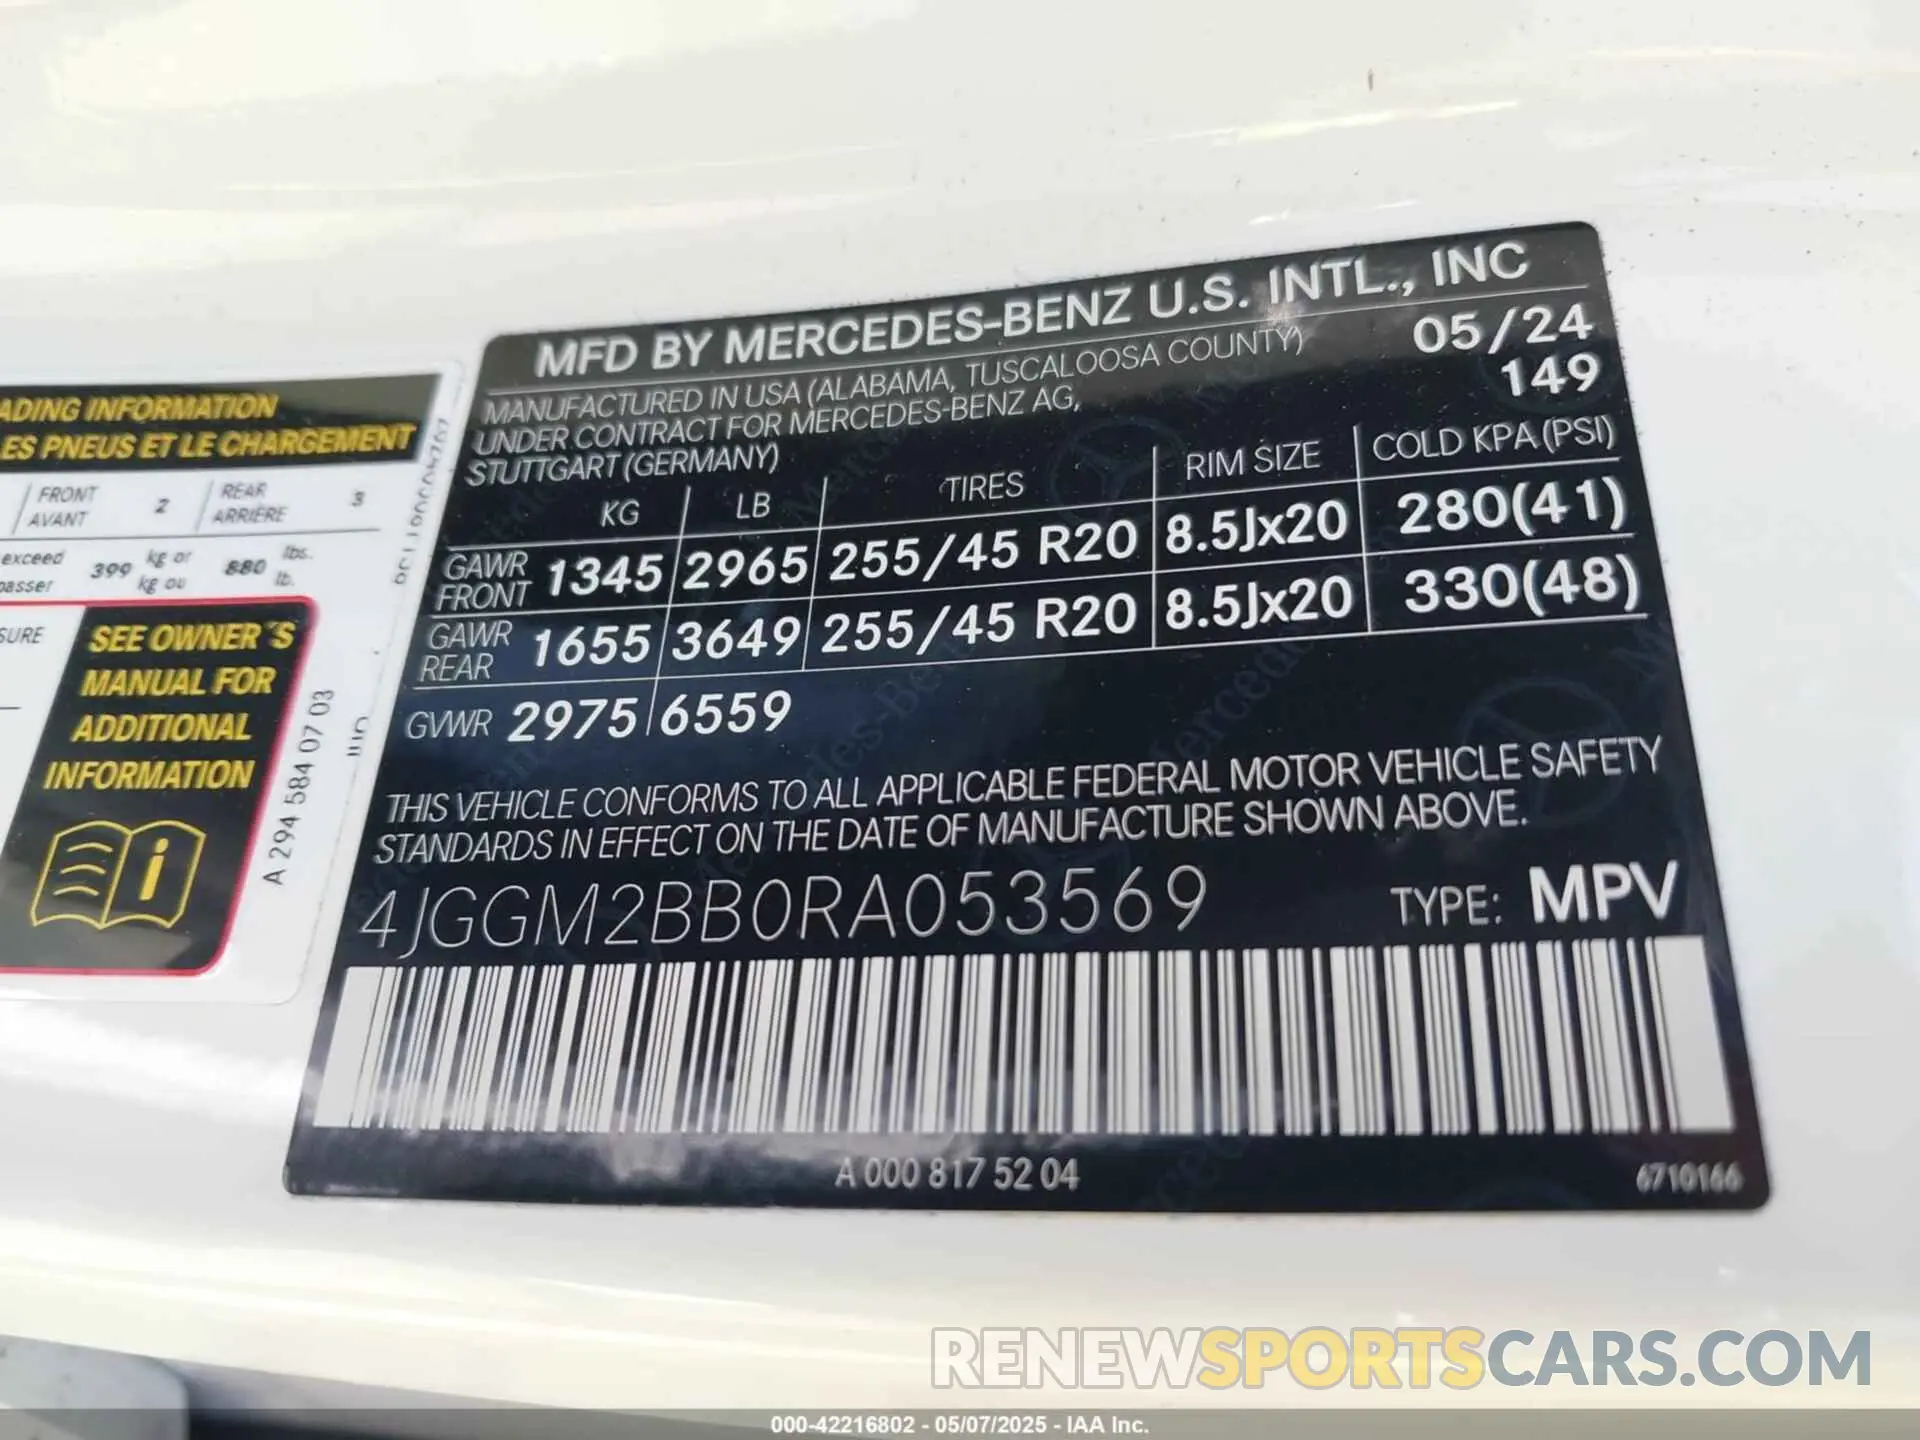 ADING INFORMATION
LES PNEUS ET LE CHARGEMENT
FRONT 2 REAR 3
AVANT ARRIÈRE
exceed 399 kg or 880 lbs.
passer kg ou lb.
SURE
SEE OWNER´S
MANUAL FOR
ADDITIONAL
INFORMATION
i
A 294 584 07 03
MFD BY MERCEDES-BENZ U.S. INTL., INC
MANUFACTURED IN USA (ALABAMA, TUSCALOOSA COUNTY) 05/24
UNDER CONTRACT FOR MERCEDES-BENZ AG, 149
STUTTGART (GERMANY)
KG LB TIRES RIM SIZE COLD KPA (PSI)
GAWR FRONT 1345 2965 255/45 R20 8.5Jx20 280(41)
GAWR REAR 1655 3649 255/45 R20 8.5Jx20 330(48)
GVWR 2975 6559
THIS VEHICLE CONFORMS TO ALL APPLICABLE FEDERAL MOTOR VEHICLE SAFETY
STANDARDS IN EFFECT ON THE DATE OF MANUFACTURE SHOWN ABOVE.
4JGGM2BB0RA053569 TYPE: MPV
A 000 817 52 04 6710166
RENEWSPORTSCARS.COM
000-42216802 - 05/07/2025 - IAA Inc.